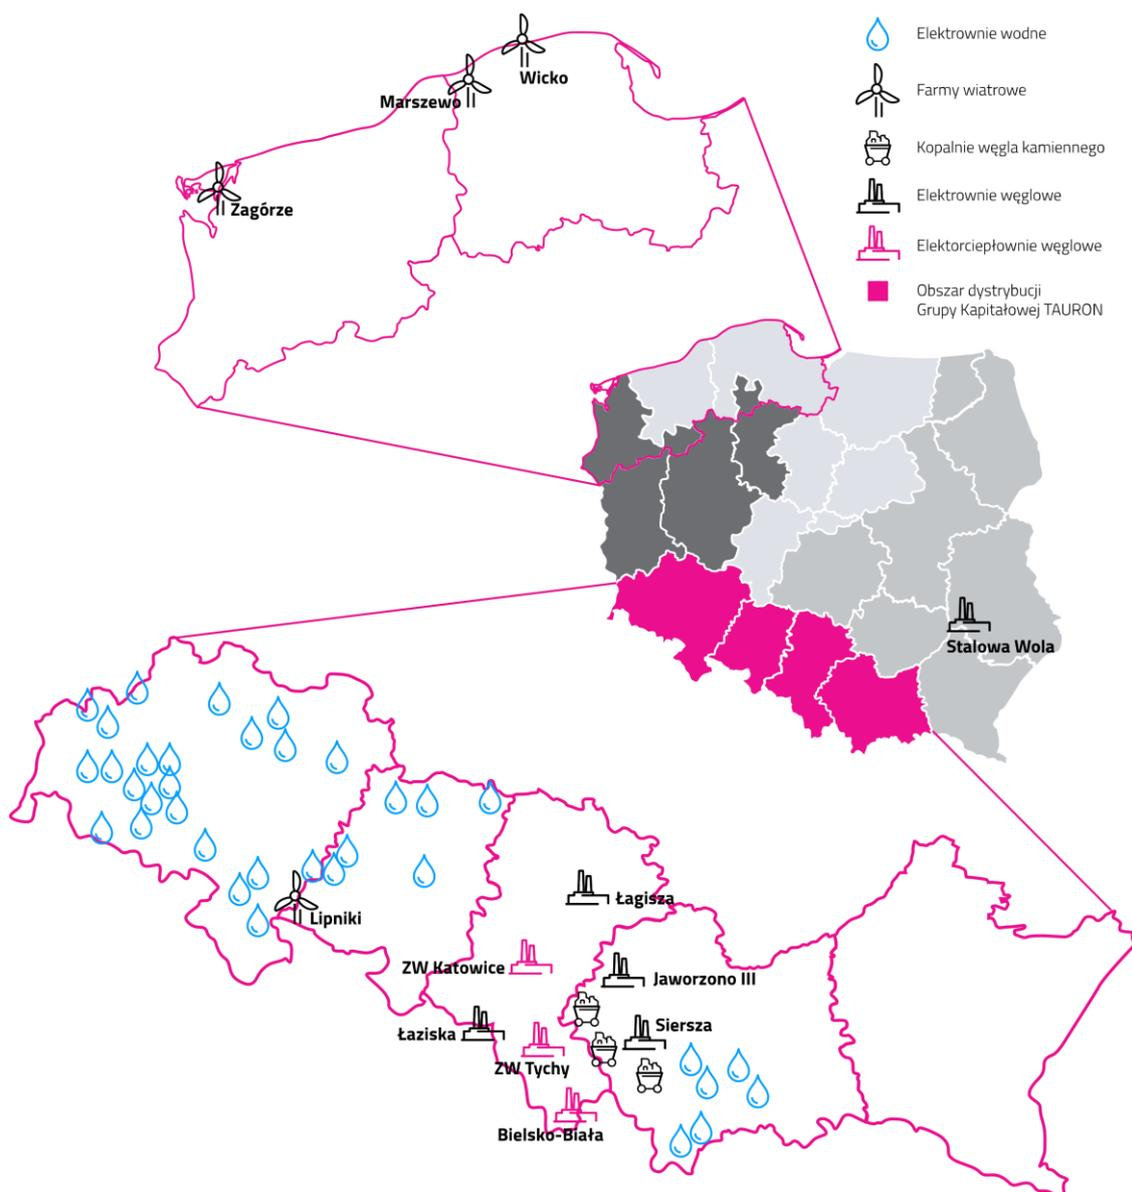 Elektrownie wodne
Farmy wiatrowe
Kopalnie węgla kamiennego
Elektrownie węglowe
Elektorciepłownie węglowe
Obszar dystrybucji
Grupy Kapitałowej TAURON
Wicko
Marszewo
Zagórze
Stalowa Wola
Łagisza
Lipniki
ZW Katowice
Jaworzono III
Siersza
Łaziska
ZW Tychy
Bielsko-Biała